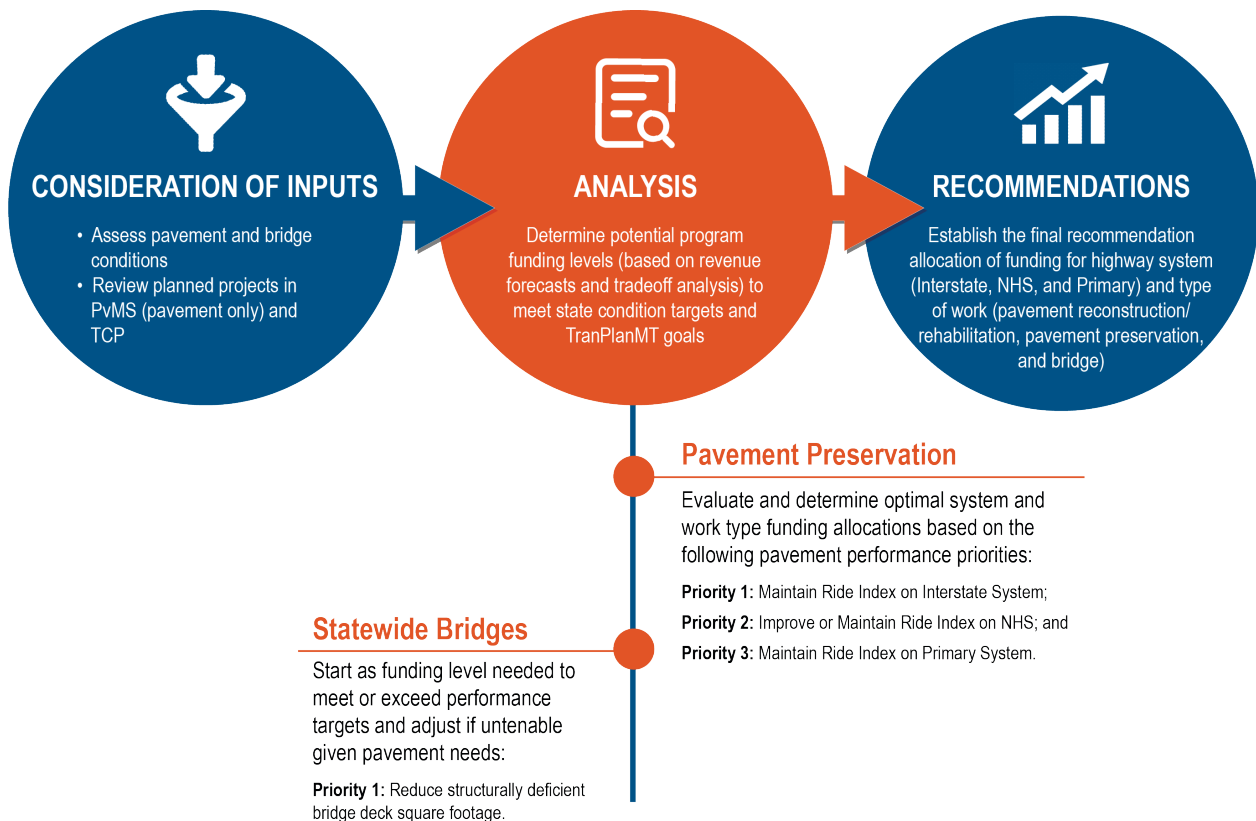 CONSIDERATION OF INPUTS
• Assess pavement and bridge
conditions
• Review planned projects in
PvMS (pavement only) and
TCP
ANALYSIS
Determine potential program
funding levels (based on revenue
forecasts and tradeoff analysis) to
meet state condition targets and
TranPlanMT goals
RECOMMENDATIONS
Establish the final recommendation
allocation of funding for highway system
(Interstate, NHS, and Primary) and type
of work (pavement reconstruction/
rehabilitation, pavement preservation,
and bridge)
Pavement Preservation
Evaluate and determine optimal system and
work type funding allocations based on the
following pavement performance priorities:
Priority 1: Maintain Ride Index on Interstate System;
Priority 2: Improve or Maintain Ride Index on NHS; and
Priority 3: Maintain Ride Index on Primary System.
Statewide Bridges
Start as funding level needed to
meet or exceed performance
targets and adjust if untenable
given pavement needs:
Priority 1: Reduce structurally deficient
bridge deck square footage.